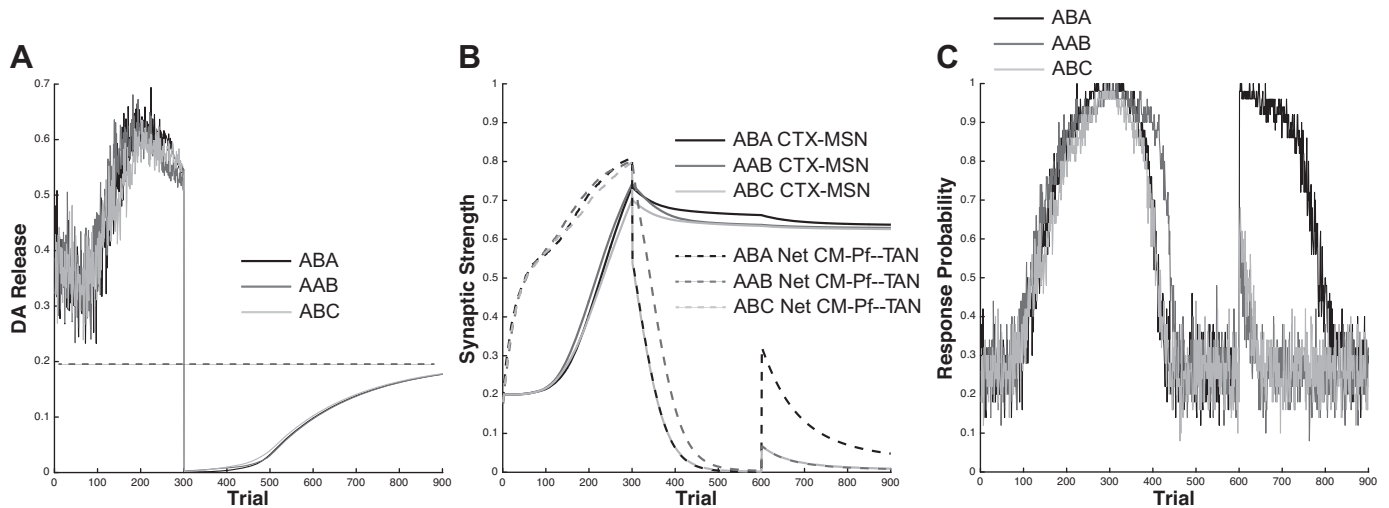 A
DA Release
0.7
0.6
0.5
0.4
0.3
0.2
0.1
0
ABA
AAB
ABC
0 100 200 300 400 500 600 700 800 900
Trial
B
Synaptic Strength
1
0.9
0.8
0.7
0.6
0.5
0.4
0.3
0.2
0.1
0
ABA CTX-MSN
AAB CTX-MSN
ABC CTX-MSN
ABA Net CM-Pf--TAN
AAB Net CM-Pf--TAN
ABC Net CM-Pf--TAN
0 100 200 300 400 500 600 700 800 900
Trial
C
ABA
AAB
ABC
Response Probability
1
0.9
0.8
0.7
0.6
0.5
0.4
0.3
0.2
0.1
0
0 100 200 300 400 500 600 700 800 900
Trial